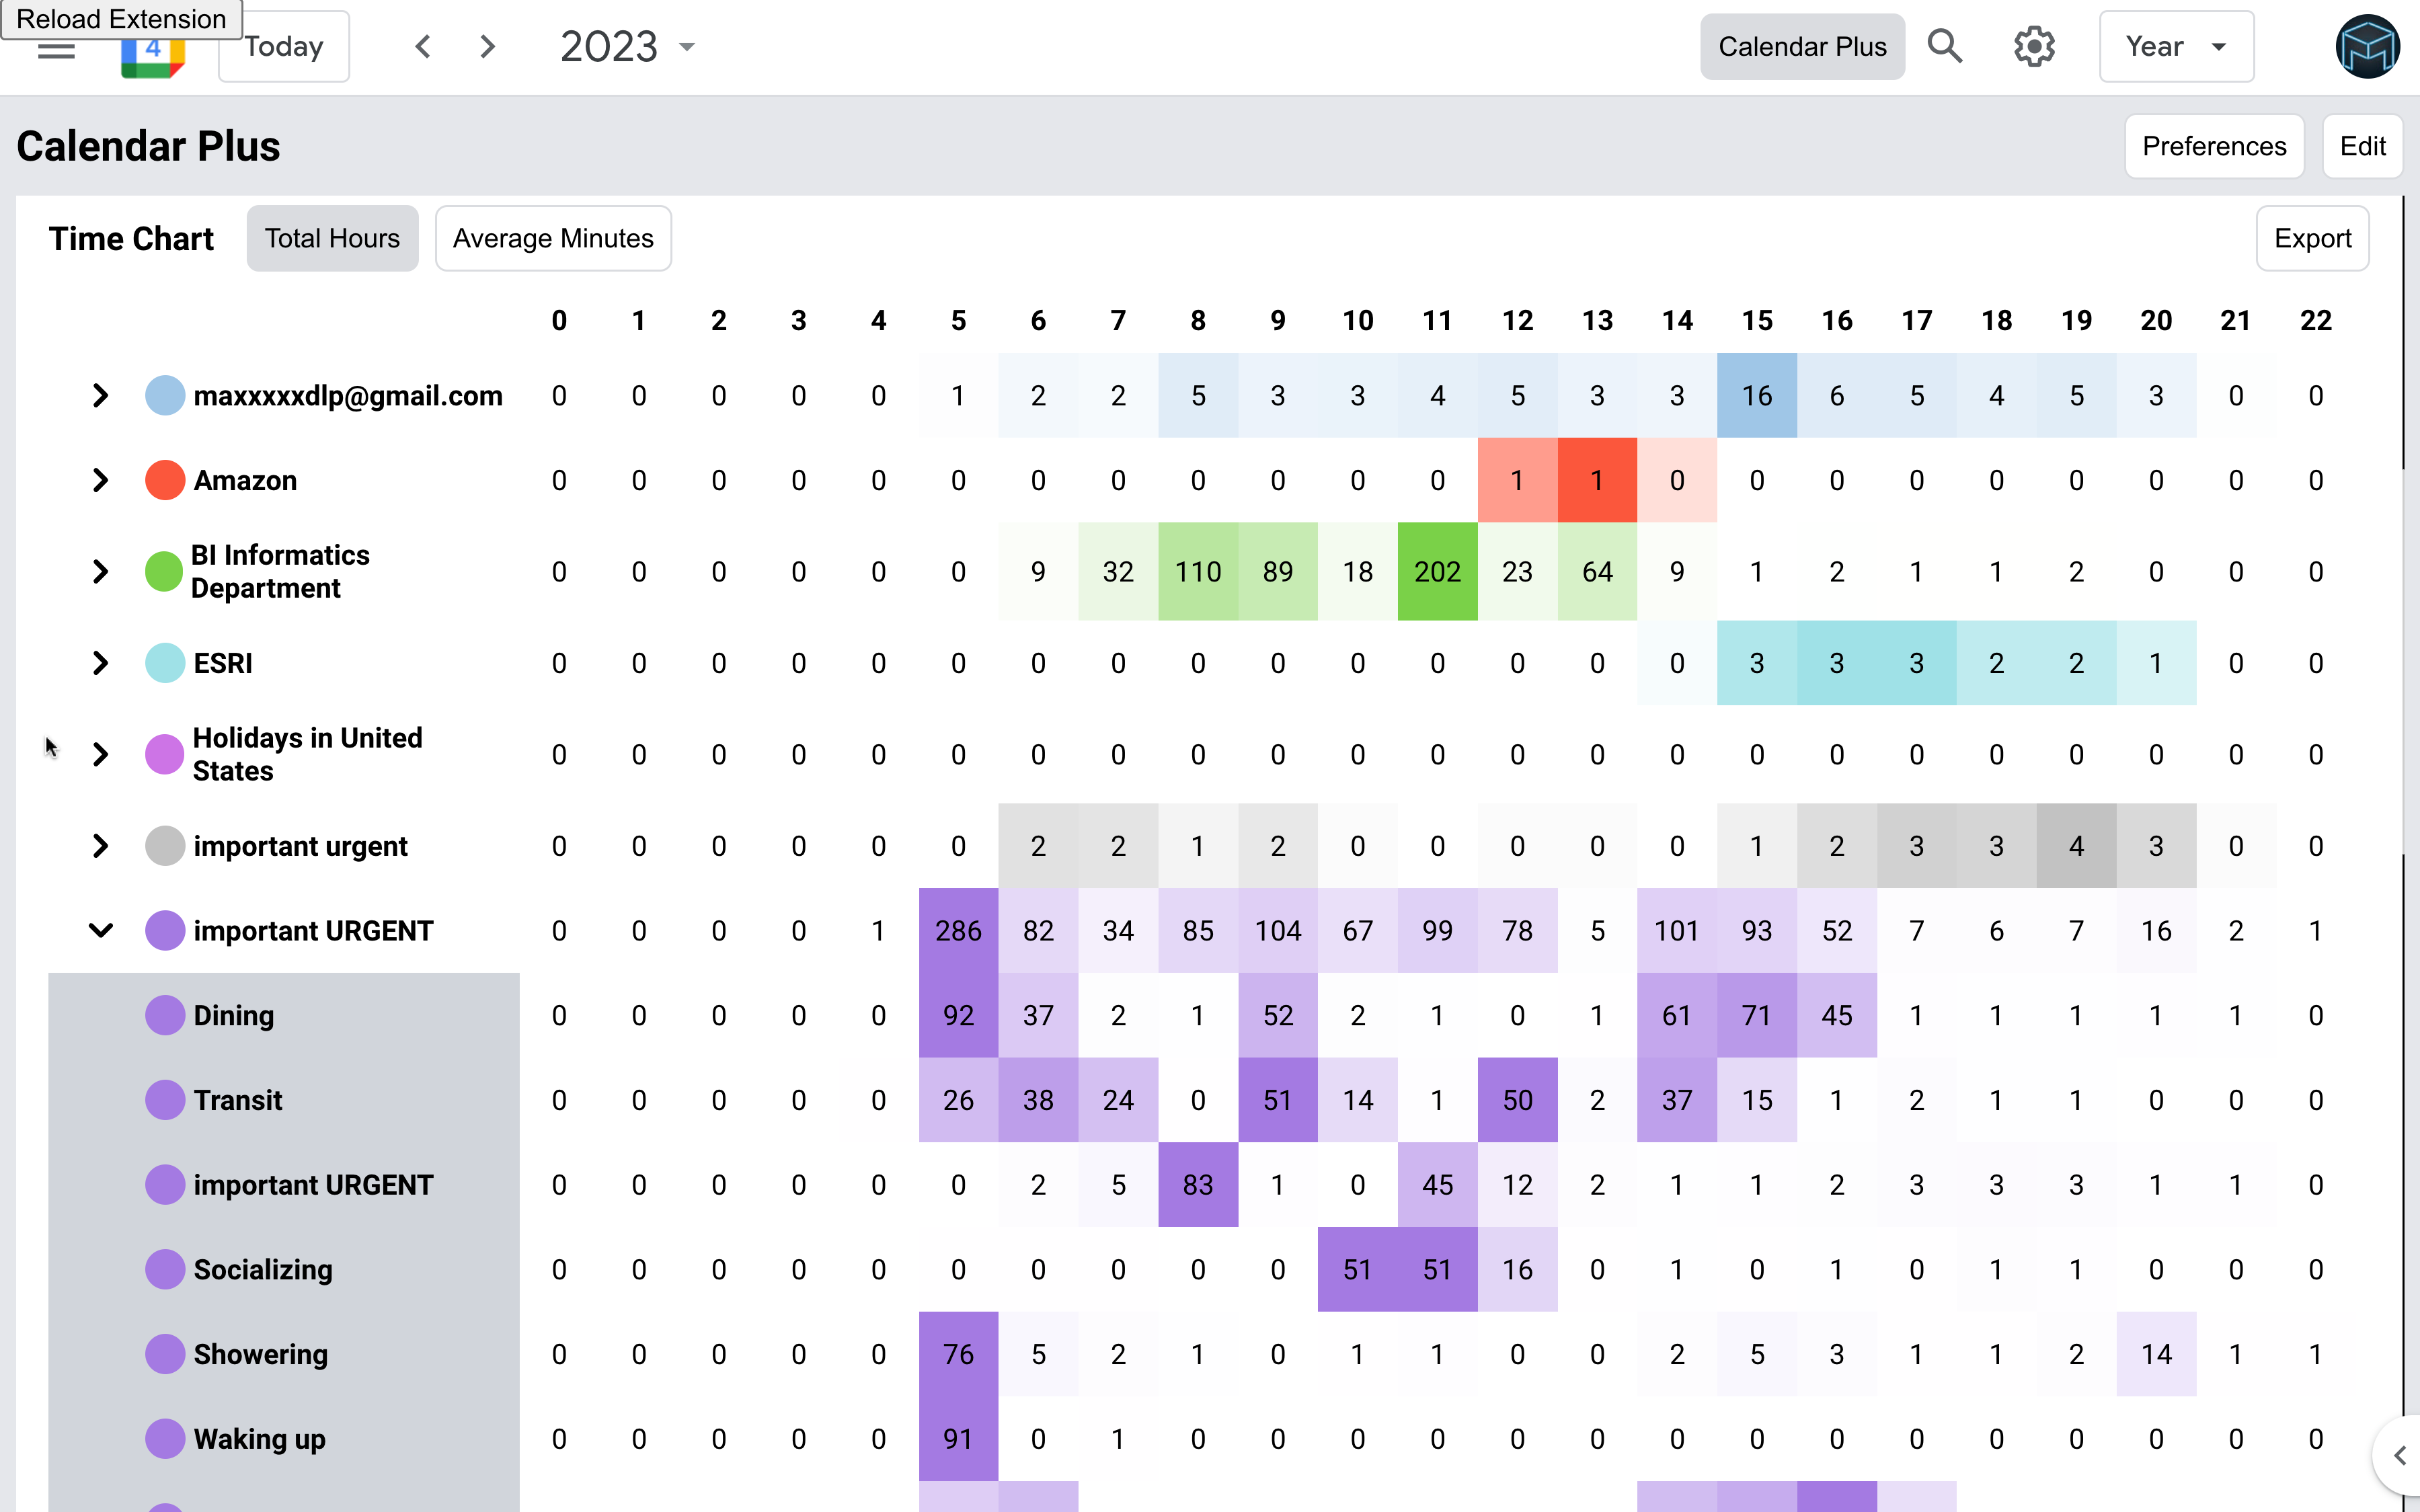 Reload Extension
4
Today
2023
Calendar Plus
Year
Calendar Plus
Preferences
Edit
Time Chart
Total Hours
Average Minutes
Export
0 1 2 3 4 5 6 7 8 9 10 11 12 13 14 15 16 17 18 19 20 21 22
maxxxxxdlp@gmail.com 0 0 0 0 0 1 2 2 5 3 3 4 5 3 3 16 6 5 4 5 3 0 0
Amazon 0 0 0 0 0 0 0 0 0 0 0 0 1 1 0 0 0 0 0 0 0 0 0
BI Informatics
Department 0 0 0 0 0 0 9 32 110 89 18 202 23 64 9 1 2 1 1 2 0 0 0
ESRI 0 0 0 0 0 0 0 0 0 0 0 0 0 0 0 3 3 3 2 2 1 0 0
Holidays in United
States 0 0 0 0 0 0 0 0 0 0 0 0 0 0 0 0 0 0 0 0 0 0 0
important urgent 0 0 0 0 0 0 2 2 1 2 0 0 0 0 0 1 2 3 3 4 3 0 0
important URGENT 0 0 0 0 1 286 82 34 85 104 67 99 78 5 101 93 52 7 6 7 16 2 1
Dining 0 0 0 0 0 92 37 2 1 52 2 1 0 1 61 71 45 1 1 1 1 1 0
Transit 0 0 0 0 0 26 38 24 0 51 14 1 50 2 37 15 1 2 1 1 0 0 0
important URGENT 0 0 0 0 0 0 2 5 83 1 0 45 12 2 1 1 2 3 3 3 1 1 0
Socializing 0 0 0 0 0 0 0 0 0 0 51 51 16 0 1 0 1 0 1 1 0 0 0
Showering 0 0 0 0 0 76 5 2 1 0 1 1 0 0 2 5 3 1 1 2 14 1 1
Waking up 0 0 0 0 0 91 0 1 0 0 0 0 0 0 0 0 0 0 0 0 0 0 0